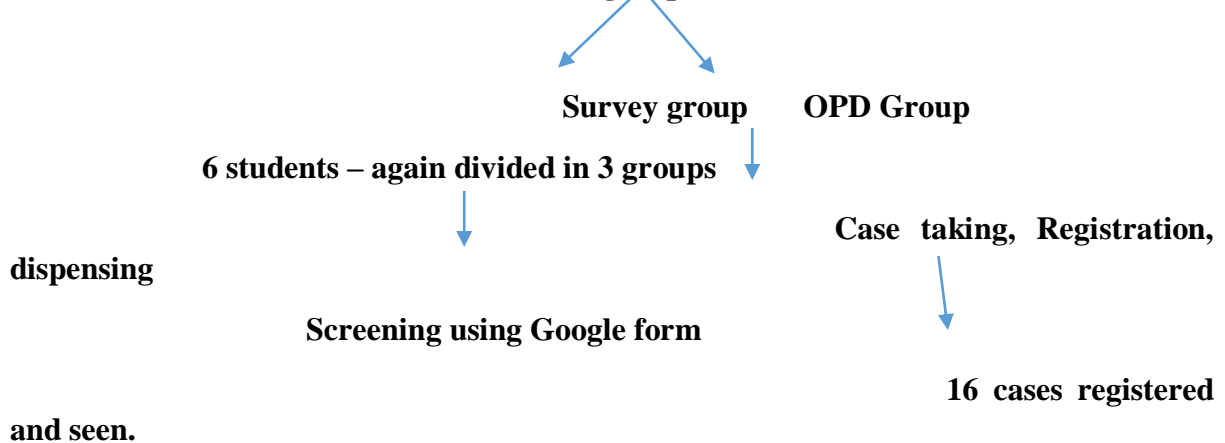 Survey group OPD Group
6 students – again divided in 3 groups
Case taking, Registration,
dispensing
Screening using Google form
16 cases registered
and seen.